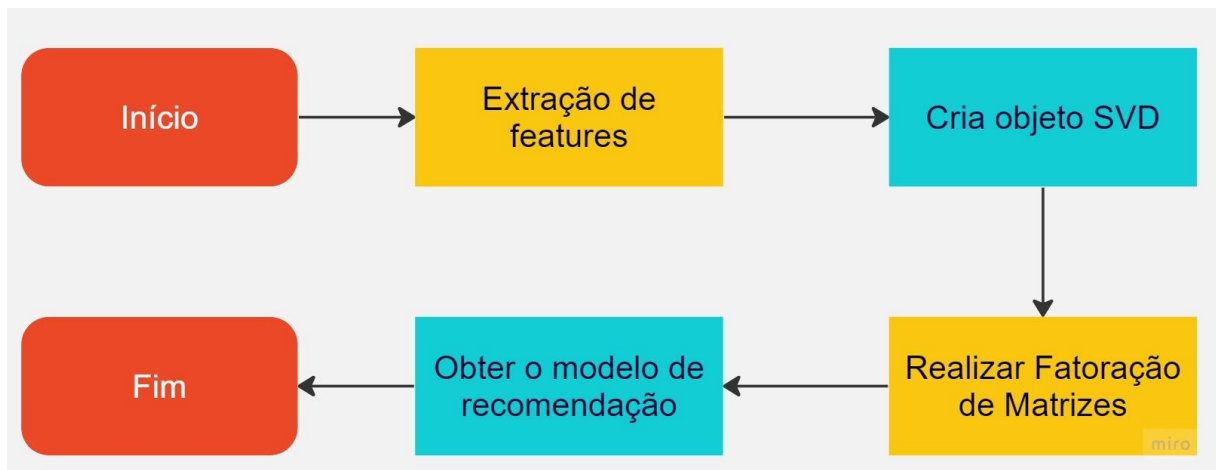 Início
Extração de
features
Cria objeto SVD
Realizar Fatoração
de Matrizes
Obter o modelo de
recomendação
Fim
miro